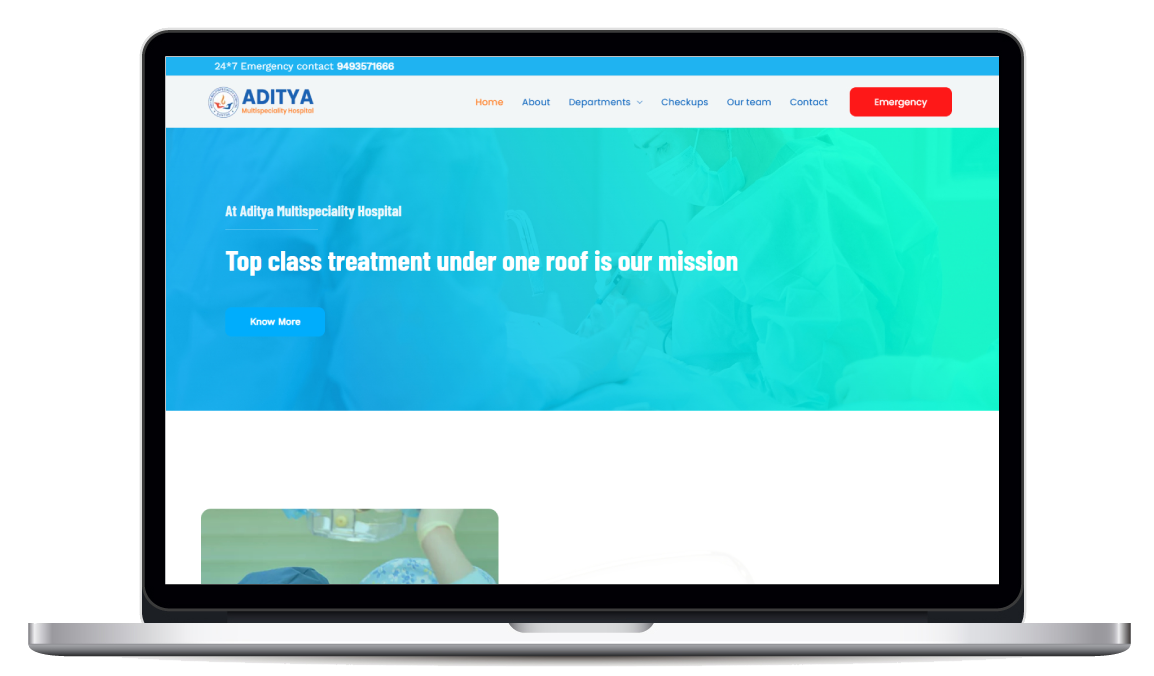 24*7 Emergency contact 9493571666
ADITYA
Multispeciality Hospital
Home About Departments Checkups Our team Contact Emergency
At Aditya Multispeciality Hospital
Top class treatment under one roof is our mission
Know More